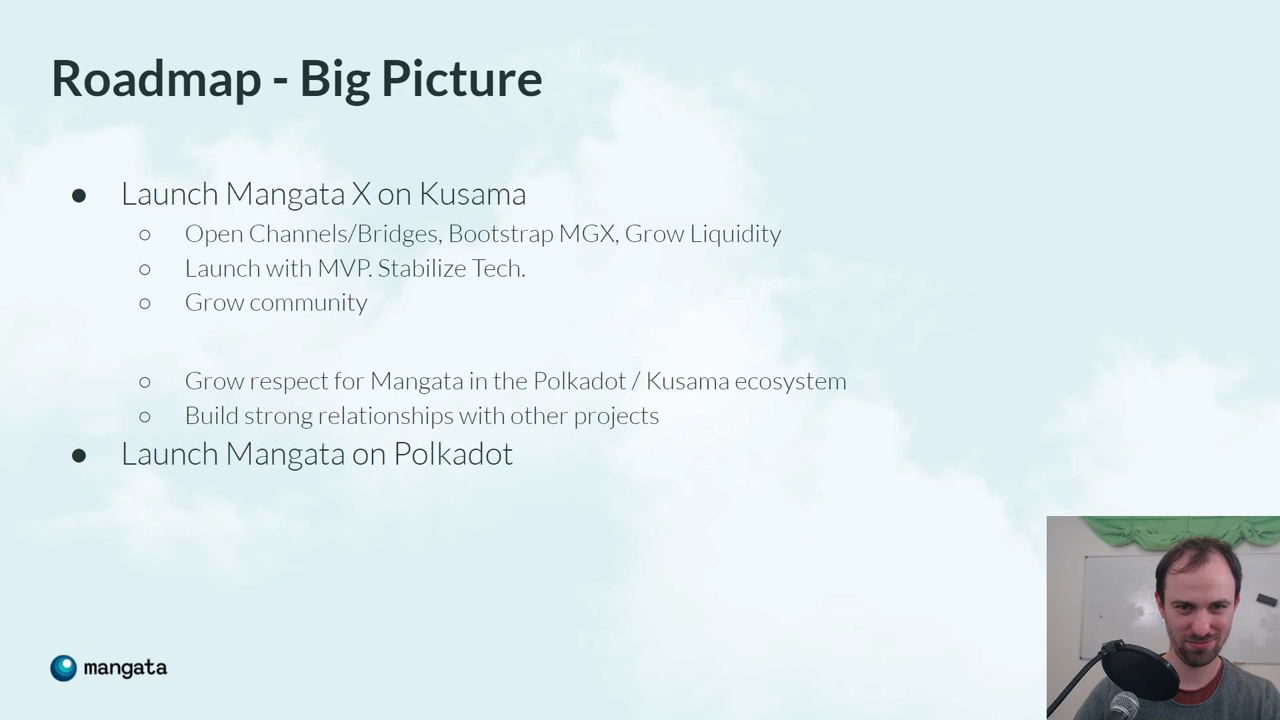 Roadmap - Big Picture
● Launch Mangata X on Kusama
○ Open Channels/Bridges, Bootstrap MGX, Grow Liquidity
○ Launch with MVP. Stabilize Tech.
○ Grow community
○ Grow respect for Mangata in the Polkadot / Kusama ecosystem
○ Build strong relationships with other projects
● Launch Mangata on Polkadot
mangata